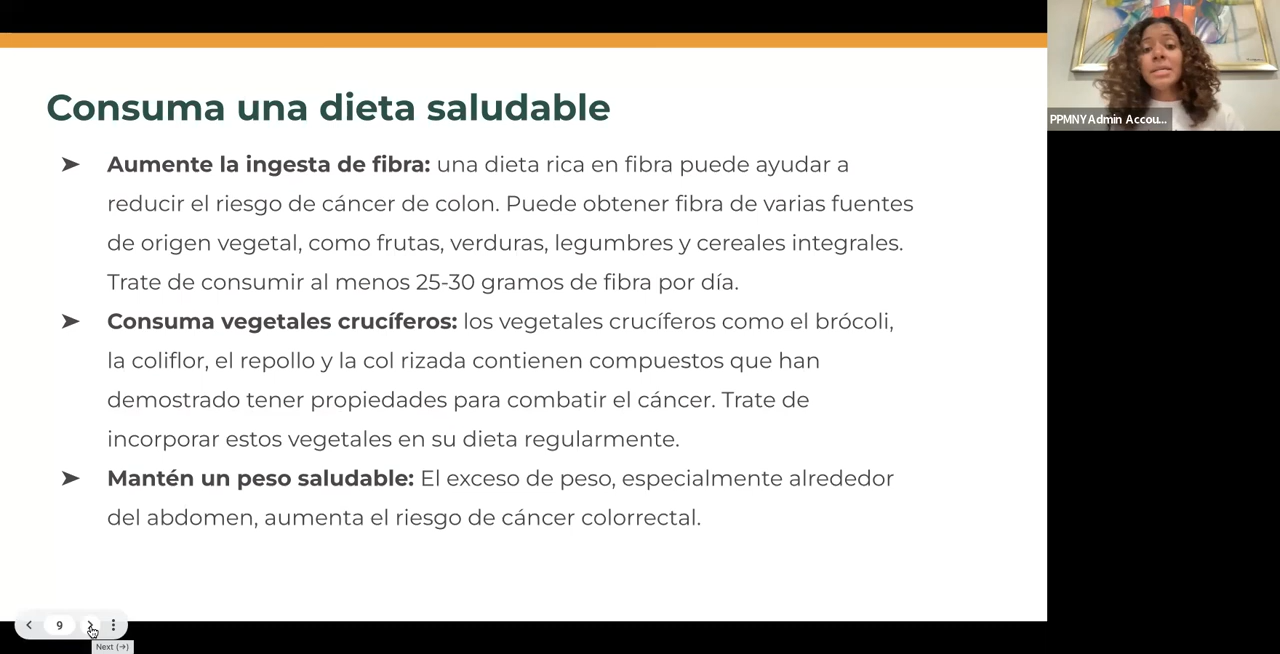 Consuma una dieta saludable
➤ Aumente la ingesta de fibra: una dieta rica en fibra puede ayudar a
reducir el riesgo de cáncer de colon. Puede obtener fibra de varias fuentes
de origen vegetal, como frutas, verduras, legumbres y cereales integrales.
Trate de consumir al menos 25-30 gramos de fibra por día.
➤ Consuma vegetales crucíferos: los vegetales crucíferos como el brócoli,
la coliflor, el repollo y la col rizada contienen compuestos que han
demostrado tener propiedades para combatir el cáncer. Trate de
incorporar estos vegetales en su dieta regularmente.
➤ Mantén un peso saludable: El exceso de peso, especialmente alrededor
del abdomen, aumenta el riesgo de cáncer colorrectal.
PPMNY Admin Accou...
9
Next (→)